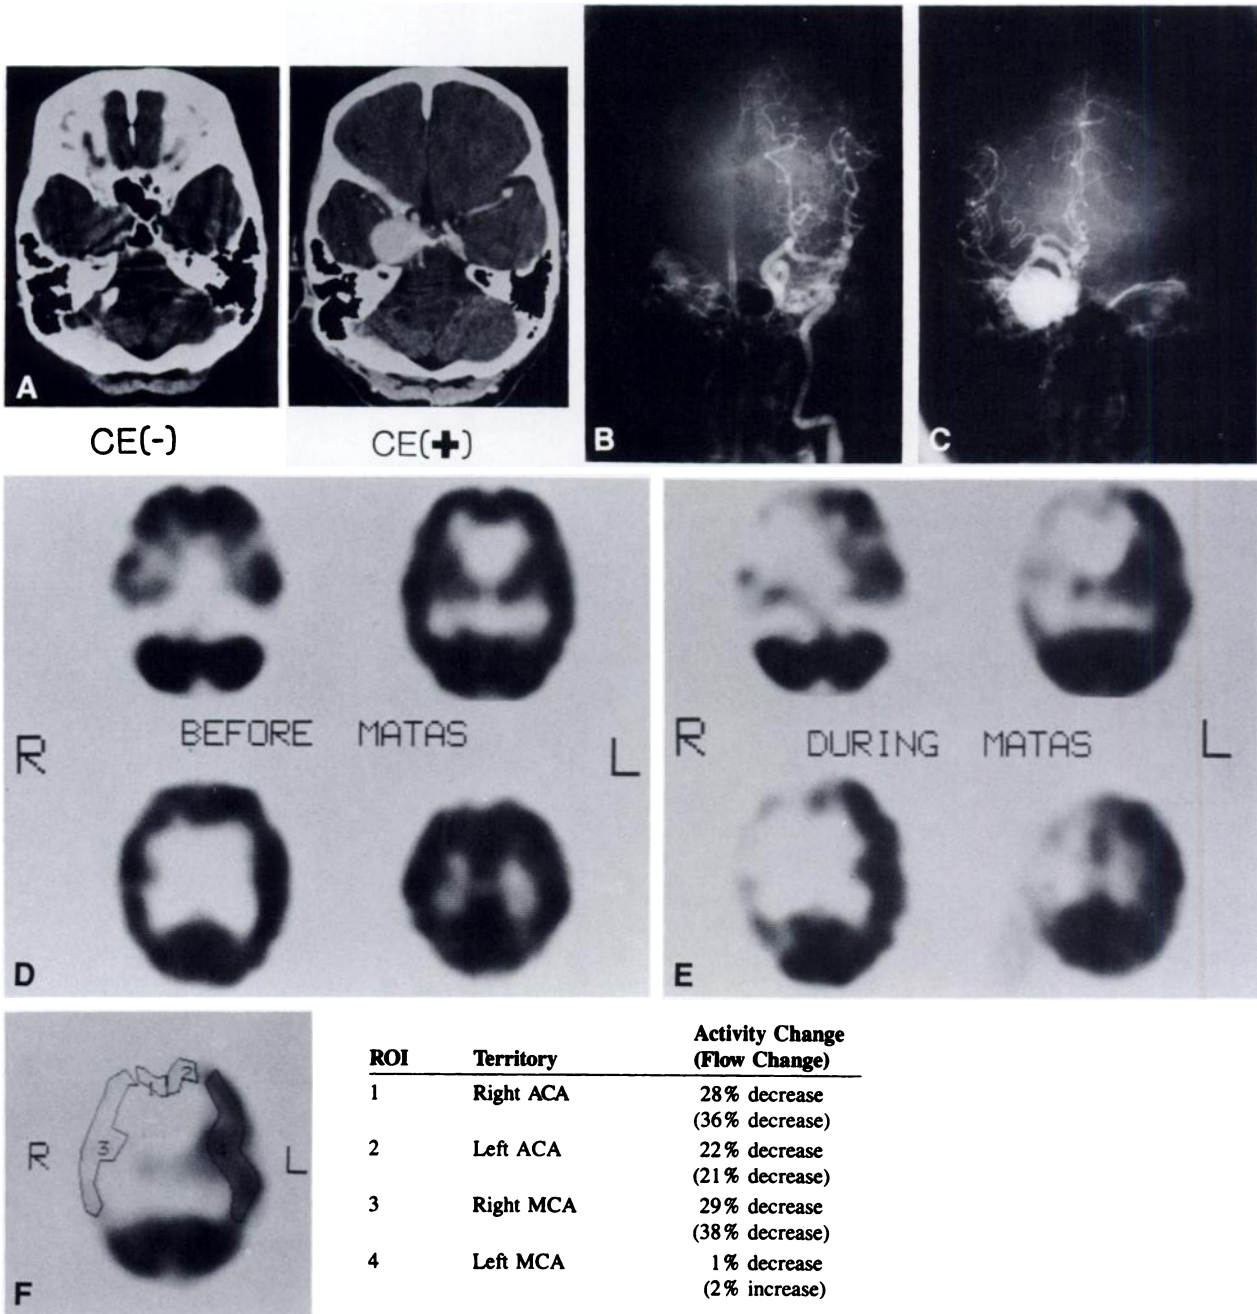 A
CE(-)
CE(+)
B
C
BEFORE MATAS
R
L
D
DURING MATAS
R
L
E
1
2
3
R
L
F
ROI Territory Activity Change
(Flow Change)
1 Right ACA 28% decrease
(36% decrease)
2 Left ACA 22% decrease
(21% decrease)
3 Right MCA 29% decrease
(38% decrease)
4 Left MCA 1% decrease
(2% increase)